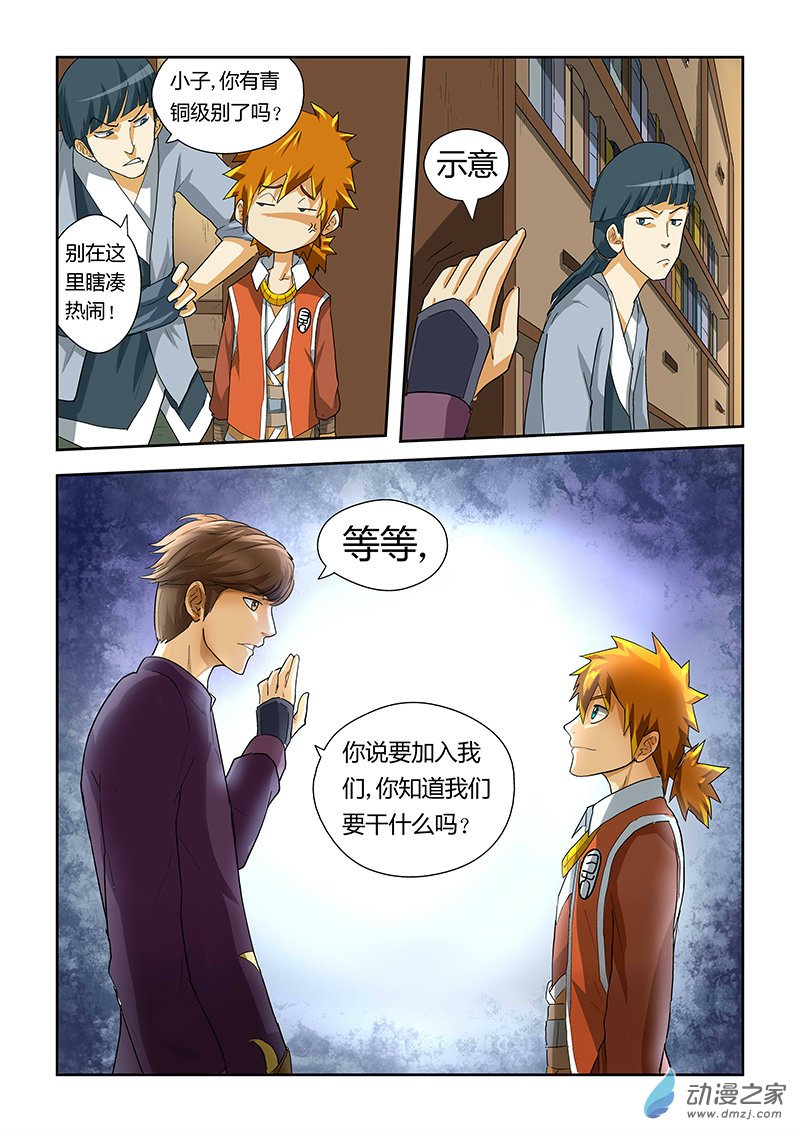 小子,你有青
铜级别了吗?
别在这
里瞎凑
热闹!
示意
等等,
你说要加入我
们,你知道我们
要干什么吗?
动漫之家
www.dmzj.com